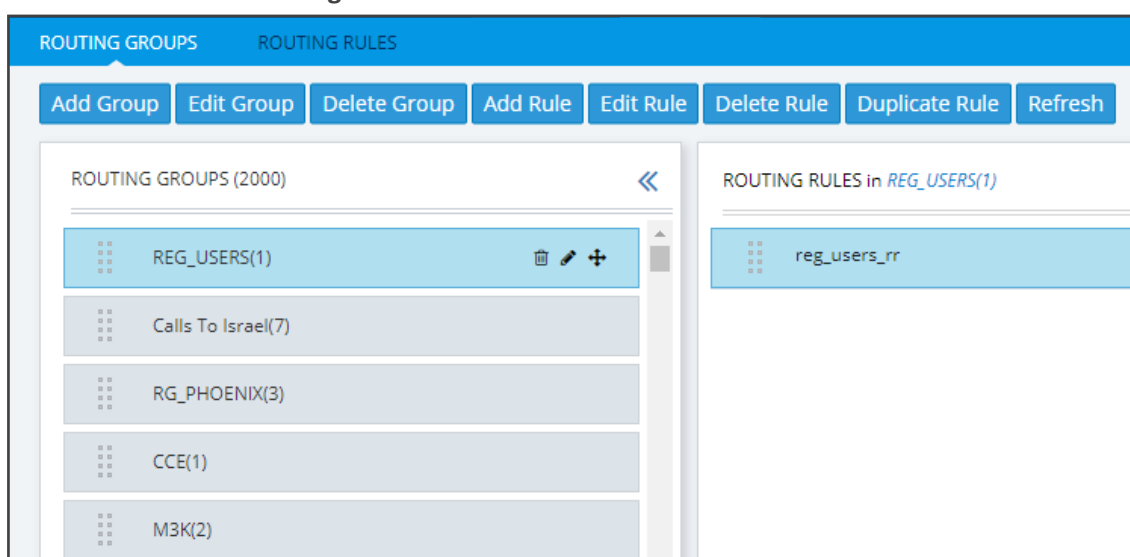 ROUTING GROUPS ROUTING RULES
Add Group Edit Group Delete Group Add Rule Edit Rule Delete Rule Duplicate Rule Refresh
ROUTING GROUPS (2000)
REG_USERS(1)
Calls To Israel(7)
RG_PHOENIX(3)
CCE(1)
M3K(2)
ROUTING RULES in REG_USERS(1)
reg_users_rr